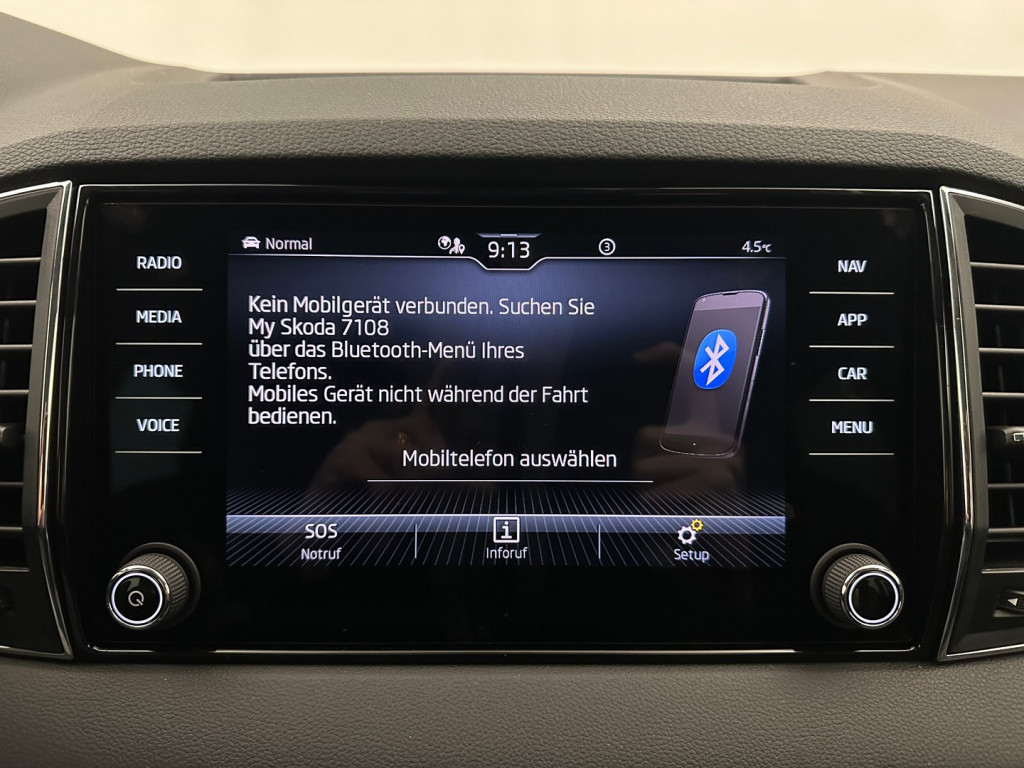 Normal
9:13
3
4.5°C
RADIO
MEDIA
PHONE
VOICE
Kein Mobilgerät verbunden. Suchen Sie
My Skoda 7108
über das Bluetooth-Menü Ihres
Telefons.
Mobiles Gerät nicht während der Fahrt
bedienen.
Mobiltelefon auswählen
SOS
Notruf
i
Inforuf
Setup
NAV
APP
CAR
MENU